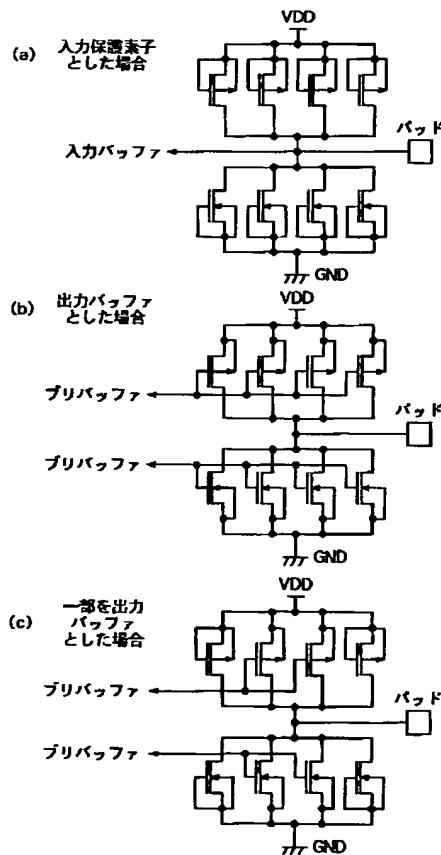 VDD
(a) 入力保護素子
とした場合
パッド
入力バッファ
GND
VDD
(b) 出力バッファ
とした場合
プリバッファ
パッド
プリバッファ
GND
VDD
(c) 一部を出力
バッファ
とした場合
プリバッファ
パッド
プリバッファ
GND